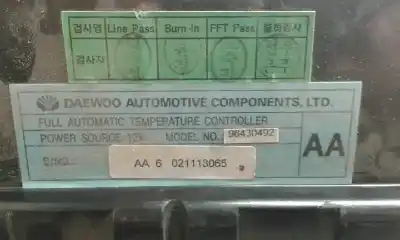 검사명 Line Pass Burn-in FFT Pass 출하검사
검사자
DAEWOO AUTOMOTIVE COMPONENTS, LTD.
FULL AUTOMATIC TEMPERATURE CONTROLLER
POWER SOURCE 12V MODEL NO. 96430492
AA
AA 6 021113065